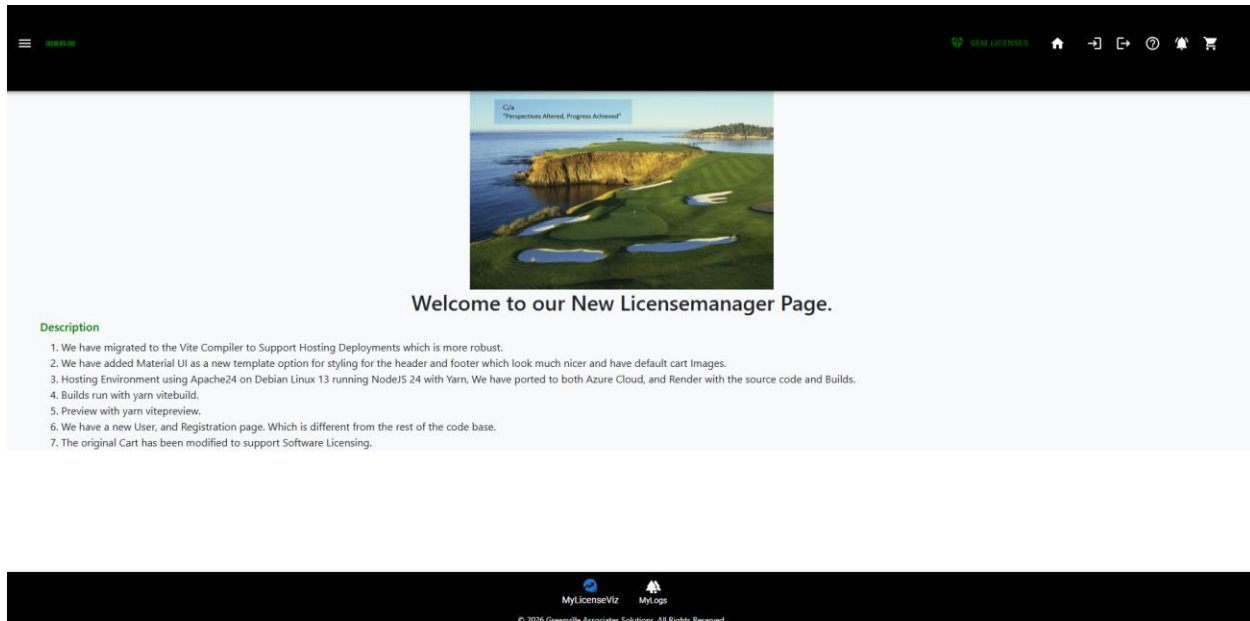 GEM LICENSES
G/a
"Perspectives Altered, Progress Achieved"
Welcome to our New Licensemanager Page.
Description
1. We have migrated to the Vite Compiler to Support Hosting Deployments which is more robust.
2. We have added Material UI as a new template option for styling for the header and footer which look much nicer and have default cart Images.
3. Hosting Environment using Apache24 on Debian Linux 13 running NodeJS 24 with Yarn, We have ported to both Azure Cloud, and Render with the source code and Builds.
4. Builds run with yarn vitebuild.
5. Preview with yarn vitepreview.
6. We have a new User, and Registration page. Which is different from the rest of the code base.
7. The original Cart has been modified to support Software Licensing.
MyLicenseViz MyLogs
© 2026 Greenville Associates Solutions. All Rights Reserved